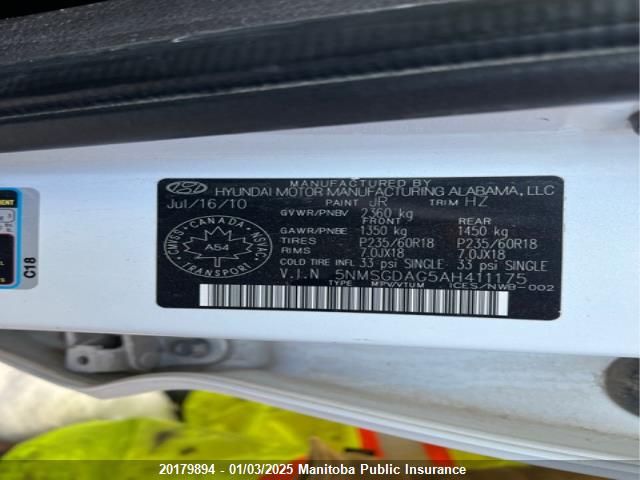 MANUFACTURED BY
HYUNDAI MOTOR MANUFACTURING ALABAMA, LLC
Jul/16/10 PAINT JR TRIM HZ
GVWR/PNBV 2360 kg
FRONT REAR
GAWR/PNBE 1350 kg 1450 kg
TIRES P235/60R18 P235/60R18
RIMS 7.0JX18 7.0JX18
COLD TIRE INFL 33 psi SINGLE 33 psi SINGLE
V.I.N 5NMSGDAG5AH411175
TYPE MPV/VTUM ICES/NWB-002
CANADA
CMVSS NSVAC
A54
TRANSPORT
C18
20179894 - 01/03/2025 Manitoba Public Insurance